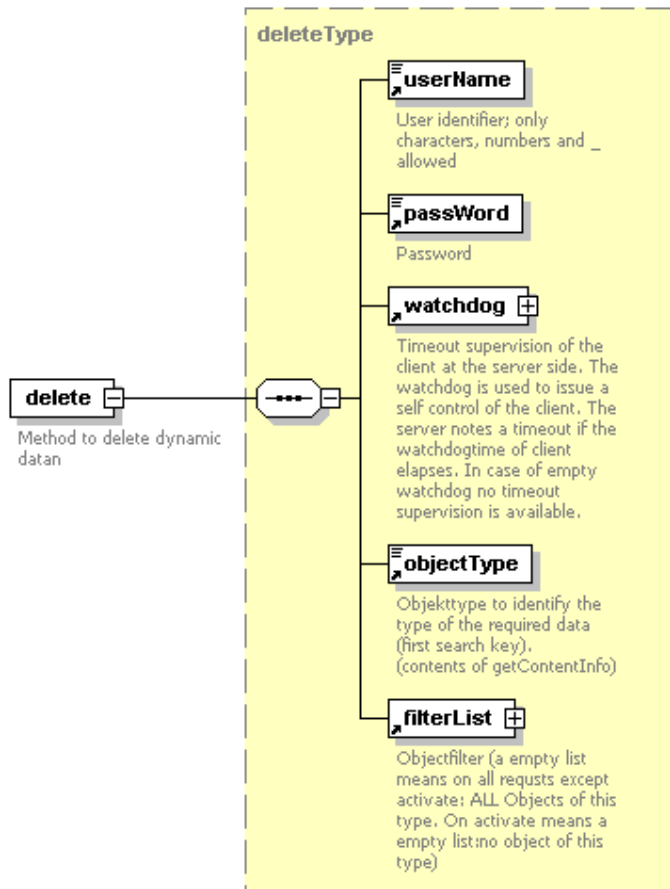 deleteType
userName
User identifier; only
characters, numbers and _
allowed
passWord
Password
watchdog
Timeout supervision of the
client at the server side. The
watchdog is used to issue a
self control of the client. The
server notes a timeout if the
watchdogtime of client
elapses. In case of empty
watchdog no timeout
supervision is available.
delete
Method to delete dynamic
datan
objectType
Objekttype to identify the
type of the required data
(first search key).
(contents of getContentInfo)
filterList
Objectfilter (a empty list
means on all requsts except
activate: ALL Objects of this
type. On activate means a
empty list:no object of this
type)